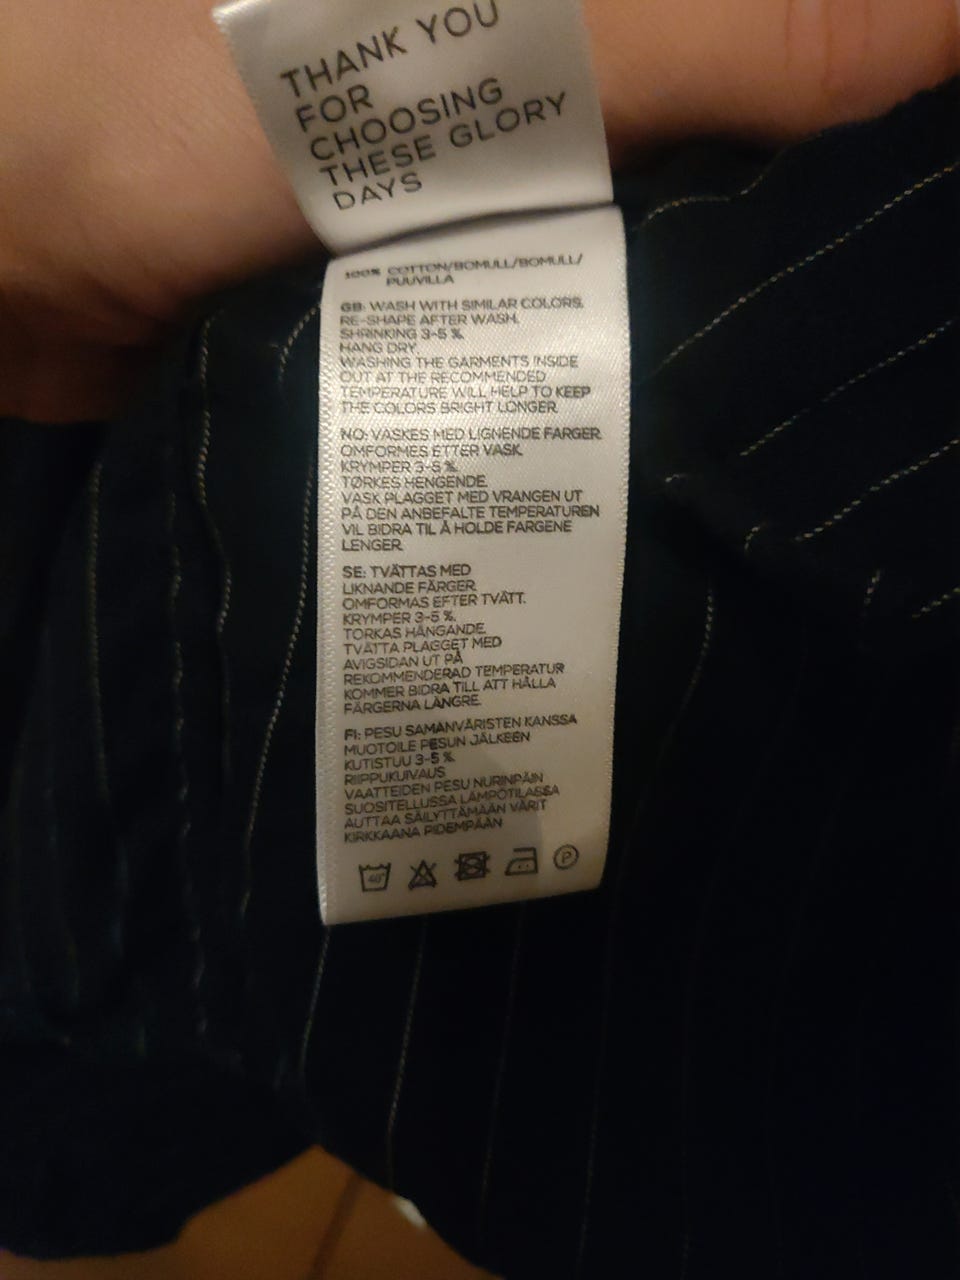 THANK YOU
FOR
CHOOSING
THESE GLORY
DAYS
100% COTTON/BOMULL/BOMULL/
PUUVILLA
GB: WASH WITH SIMILAR COLORS.
RE-SHAPE AFTER WASH.
SHRINKING 3-5 %.
HANG DRY.
WASHING THE GARMENTS INSIDE
OUT AT THE RECOMMENDED
TEMPERATURE WILL HELP TO KEEP
THE COLORS BRIGHT LONGER.
NO: VASKES MED LIGNENDE FARGER.
OMFORMES ETTER VASK.
KRYMPER 3-5 %.
TØRKES HENGENDE.
VASK PLAGGET MED VRANGEN UT
PÅ DEN ANBEFALTE TEMPERATUREN
VIL BIDRA TIL Å HOLDE FARGENE
LENGER.
SE: TVÄTTAS MED
LIKNANDE FÄRGER.
OMFORMAS EFTER TVÄTT.
KRYMPER 3-5 %.
TORKAS HÄNGANDE.
TVÄTTA PLAGGET MED
AVIGSIDAN UT PÅ
REKOMMENDERAD TEMPERATUR
KOMMER BIDRA TILL ATT HÅLLA
FÄRGERNA LÄNGRE.
FI: PESU SAMANVÄRISTEN KANSSA
MUOTOILE PESUN JÄLKEEN
KUTISTUU 3-5 %.
RIIPPUKUIVAUS
VAATTEIDEN PESU NURINPÄIN
SUOSITELLUSSA LÄMPÖTILASSA
AUTTAA SÄILYTTÄMÄÄN VÄRIT
KIRKKAANA PIDEMPÄÄN
40° P